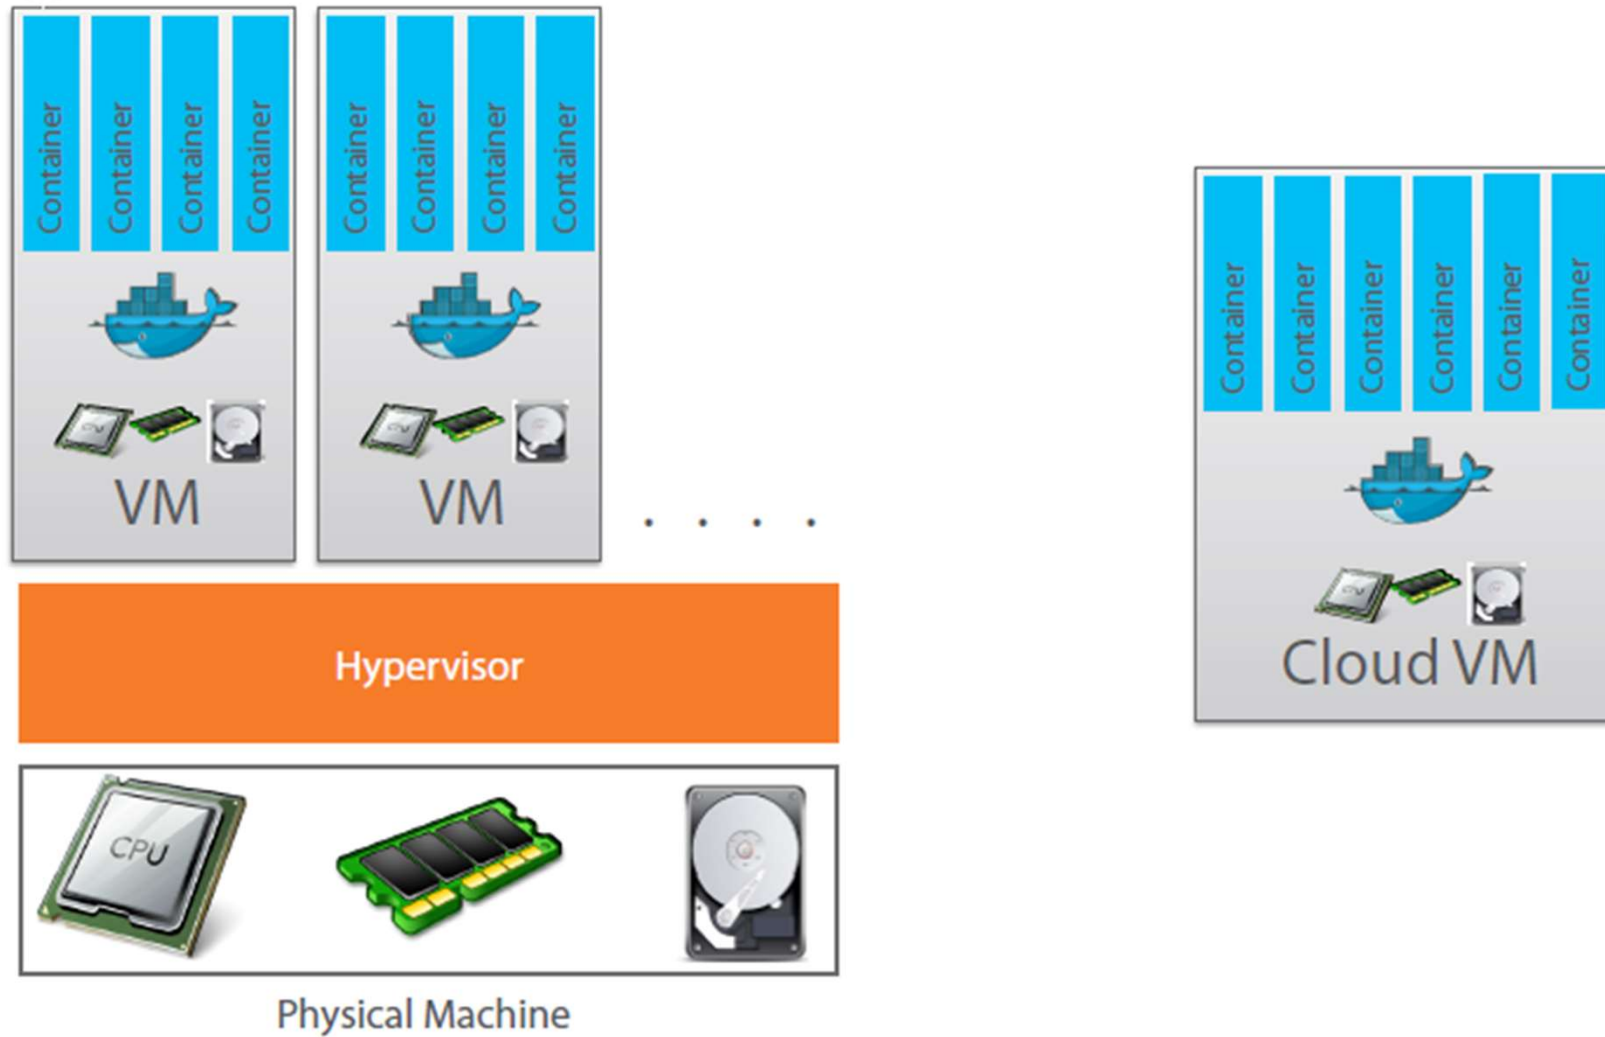 Container
Container
Container
Container
Container
Container
Container
Container
VM
VM
. . . .
Hypervisor
CPU
Physical Machine
Container
Container
Container
Container
Container
Container
Cloud VM